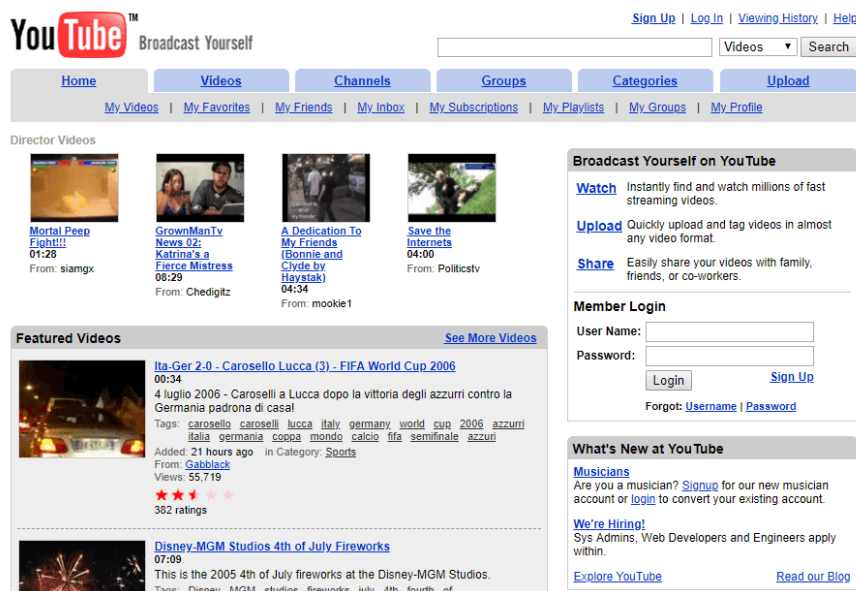 You Tube™ Broadcast Yourself
Sign Up | Log In | Viewing History | Help
Videos Search
Home Videos Channels Groups Categories Upload
My Videos | My Favorites | My Friends | My Inbox | My Subscriptions | My Playlists | My Groups | My Profile
Director Videos
Mortal Peep
Fight!!!
01:28
From: siamgx
GrownManTv
News 02:
Katrina's a
Fierce Mistress
08:29
From: Chedigitz
A Dedication To
My Friends
(Bonnie and
Clyde by
Haystak)
04:34
From: mookie1
Save the
Internets
04:00
From: Politicstv
Featured Videos See More Videos
Ita-Ger 2-0 - Carosello Lucca (3) - FIFA World Cup 2006
00:34
4 luglio 2006 - Caroselli a Lucca dopo la vittoria degli azzurri contro la
Germania padrona di casa!
Tags: carosello caroselli lucca italy germany world cup 2006 azzurri
italia germania coppa mondo calcio fifa semifinale azzuri
Added: 21 hours ago in Category: Sports
From: Gabblack
Views: 55,719
382 ratings
Disney-MGM Studios 4th of July Fireworks
07:09
This is the 2005 4th of July fireworks at the Disney-MGM Studios.
Tags: Disney MGM studios fireworks july 4th fourth of
Broadcast Yourself on YouTube
Watch Instantly find and watch millions of fast
streaming videos.
Upload Quickly upload and tag videos in almost
any video format.
Share Easily share your videos with family,
friends, or co-workers.
Member Login
User Name:
Password:
Login Sign Up
Forgot: Username | Password
What's New at YouTube
Musicians
Are you a musician? Signup for our new musician
account or login to convert your existing account.
We're Hiring!
Sys Admins, Web Developers and Engineers apply
within.
Explore YouTube Read our Blog